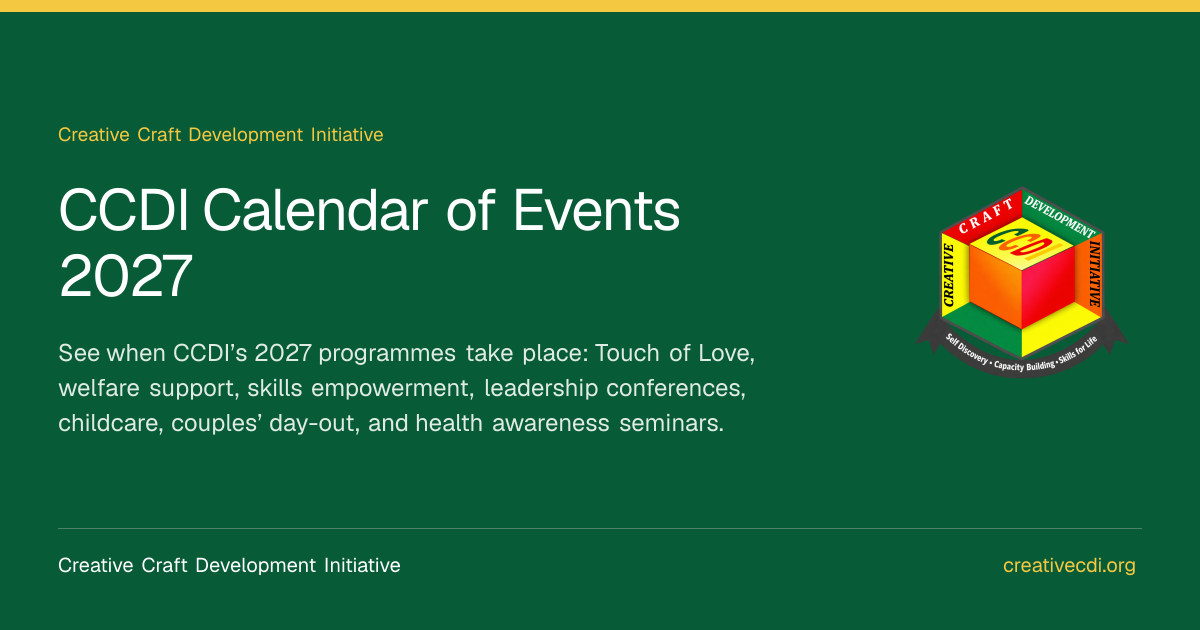 Creative Craft Development Initiative
CCDI Calendar of Events
2027
See when CCDI’s 2027 programmes take place: Touch of Love,
welfare support, skills empowerment, leadership conferences,
childcare, couples’ day-out, and health awareness seminars.
CREATIVE
CRAFT
DEVELOPMENT
INITIATIVE
CCDI
Self Discovery • Capacity Building • Skills for Life
Creative Craft Development Initiative
creativecdi.org